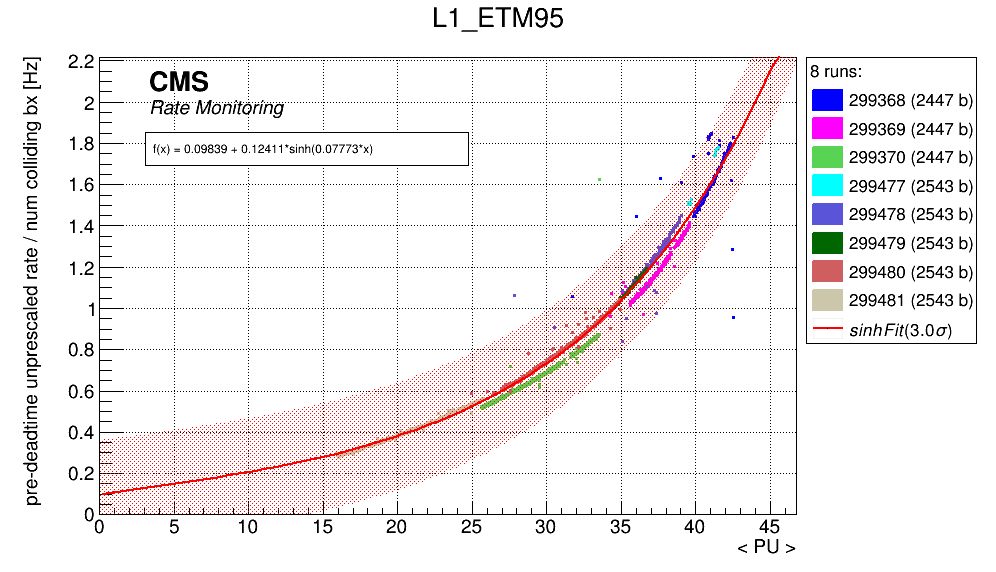 L1_ETM95
pre-deadtime unprescaled rate / num colliding bx [Hz]
2.2
2
1.8
1.6
1.4
1.2
1
0.8
0.6
0.4
0.2
0
CMS
Rate Monitoring
f(x) = 0.09839 + 0.12411*sinh(0.07773*x)
0 5 10 15 20 25 30 35 40 45
< PU >
8 runs:
299368 (2447 b)
299369 (2447 b)
299370 (2447 b)
299477 (2543 b)
299478 (2543 b)
299479 (2543 b)
299480 (2543 b)
299481 (2543 b)
sinhFit(3.0σ)